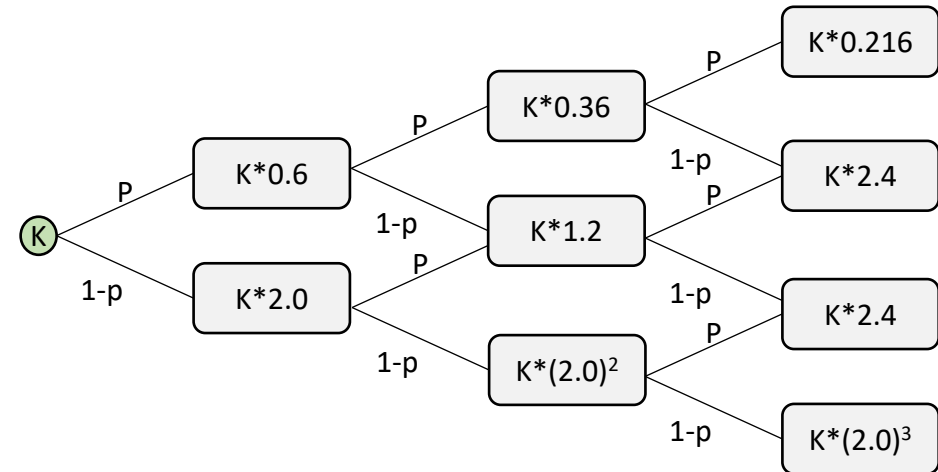 K
P
1-p
K*0.6
K*2.0
P
1-p
P
1-p
K*0.36
K*1.2
K*(2.0)²
P
1-p
P
1-p
P
1-p
K*0.216
K*2.4
K*2.4
K*(2.0)³